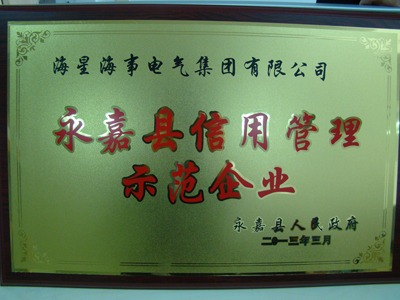 海星海事电气集团有限公司
永嘉县信用管理
示范企业
永嘉县人民政府
二〇一三年三月